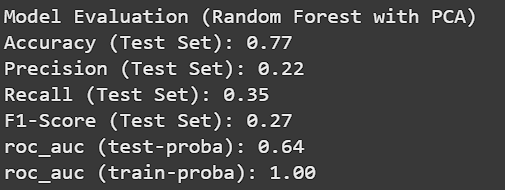 Model Evaluation (Random Forest with PCA)
Accuracy (Test Set): 0.77
Precision (Test Set): 0.22
Recall (Test Set): 0.35
F1-Score (Test Set): 0.27
roc_auc (test-proba): 0.64
roc_auc (train-proba): 1.00